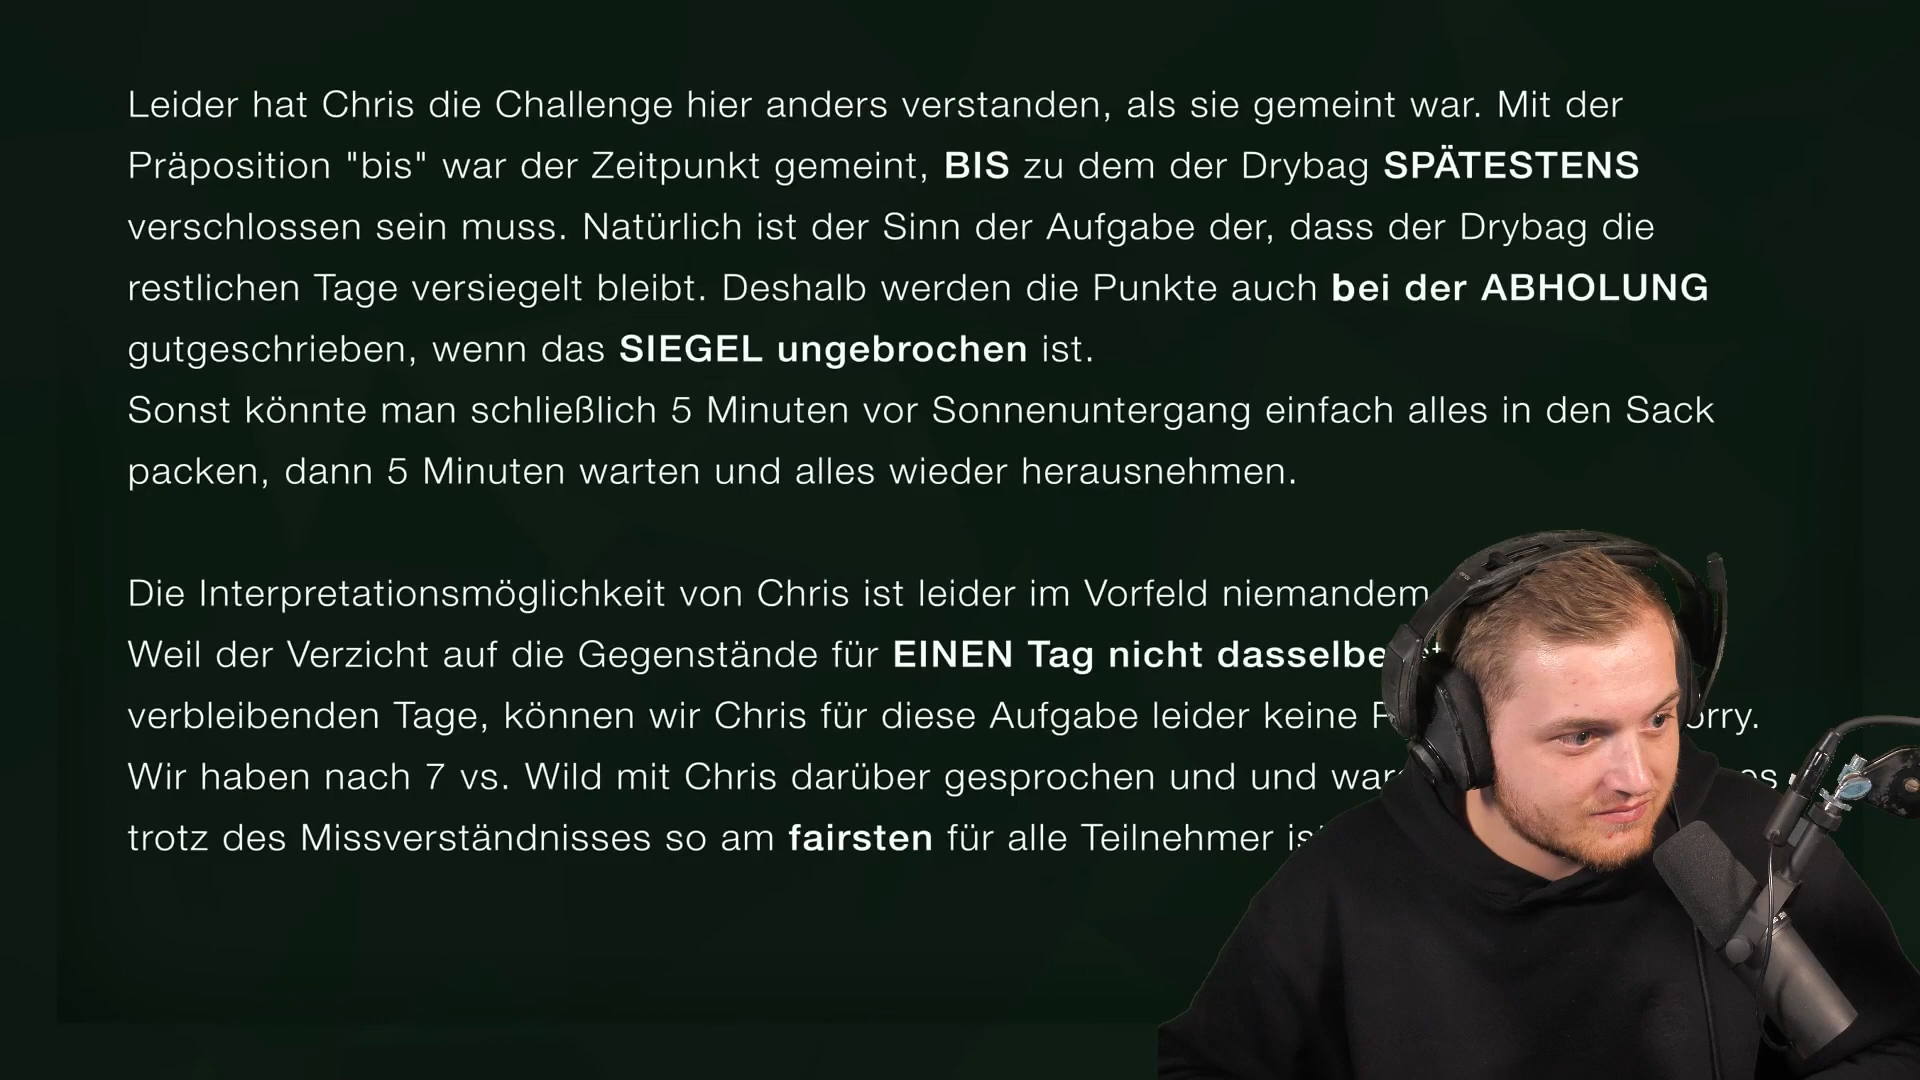 Leider hat Chris die Challenge hier anders verstanden, als sie gemeint war. Mit der
Präposition "bis" war der Zeitpunkt gemeint, BIS zu dem der Drybag SPÄTESTENS
verschlossen sein muss. Natürlich ist der Sinn der Aufgabe der, dass der Drybag die
restlichen Tage versiegelt bleibt. Deshalb werden die Punkte auch bei der ABHOLUNG
gutgeschrieben, wenn das SIEGEL ungebrochen ist.
Sonst könnte man schließlich 5 Minuten vor Sonnenuntergang einfach alles in den Sack
packen, dann 5 Minuten warten und alles wieder herausnehmen.
Die Interpretationsmöglichkeit von Chris ist leider im Vorfeld niemandem
Weil der Verzicht auf die Gegenstände für EINEN Tag nicht dasselbe
verbleibenden Tage, können wir Chris für diese Aufgabe leider keine
Wir haben nach 7 vs. Wild mit Chris darüber gesprochen und und
trotz des Missverständnisses so am fairsten für alle Teilnehmer